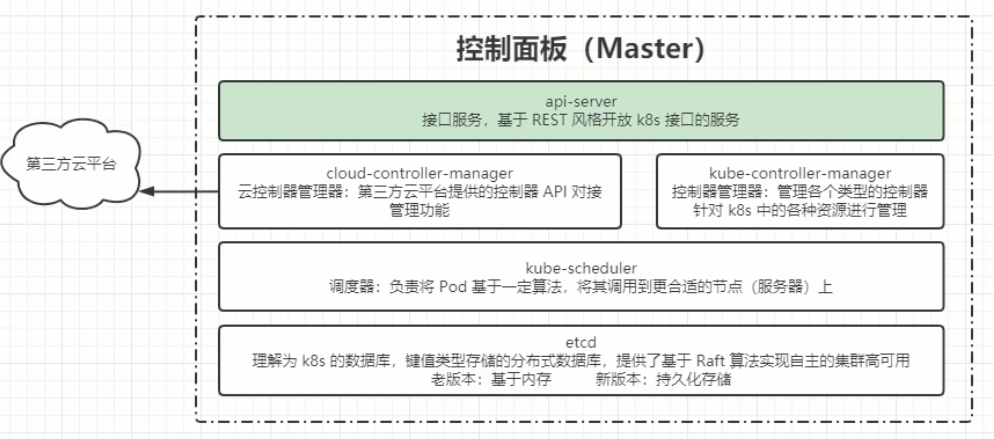 控制面板（Master）
api-server
接口服务，基于 REST 风格开放 k8s 接口的服务
第三方云平台
cloud-controller-manager
云控制器管理器：第三方云平台提供的控制器 API 对接
管理功能
kube-controller-manager
控制器管理器：管理各个类型的控制器
针对 k8s 中的各种资源进行管理
kube-scheduler
调度器：负责将 Pod 基于一定算法，将其调用到更合适的节点（服务器）上
etcd
理解为 k8s 的数据库，键值类型存储的分布式数据库，提供了基于 Raft 算法实现自主的集群高可用
老版本：基于内存 新版本：持久化存储